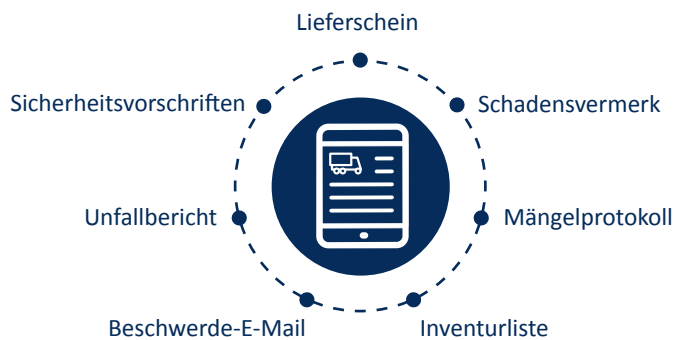 Lieferschein
Sicherheitsvorschriften
Schadensvermerk
Unfallbericht
Mängelprotokoll
Beschwerde-E-Mail
Inventurliste